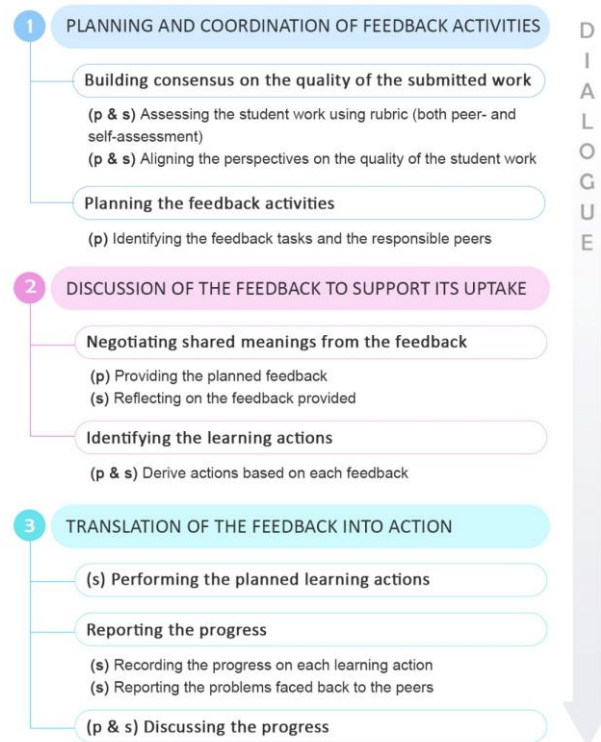 1 PLANNING AND COORDINATION OF FEEDBACK ACTIVITIES
Building consensus on the quality of the submitted work
(p & s) Assessing the student work using rubric (both peer- and
self-assessment)
(p & s) Aligning the perspectives on the quality of the student work
Planning the feedback activities
(p) Identifying the feedback tasks and the responsible peers
2 DISCUSSION OF THE FEEDBACK TO SUPPORT ITS UPTAKE
Negotiating shared meanings from the feedback
(p) Providing the planned feedback
(s) Reflecting on the feedback provided
Identifying the learning actions
(p & s) Derive actions based on each feedback
3 TRANSLATION OF THE FEEDBACK INTO ACTION
(s) Performing the planned learning actions
Reporting the progress
(s) Recording the progress on each learning action
(s) Reporting the problems faced back to the peers
(p & s) Discussing the progress
DIALOGUE